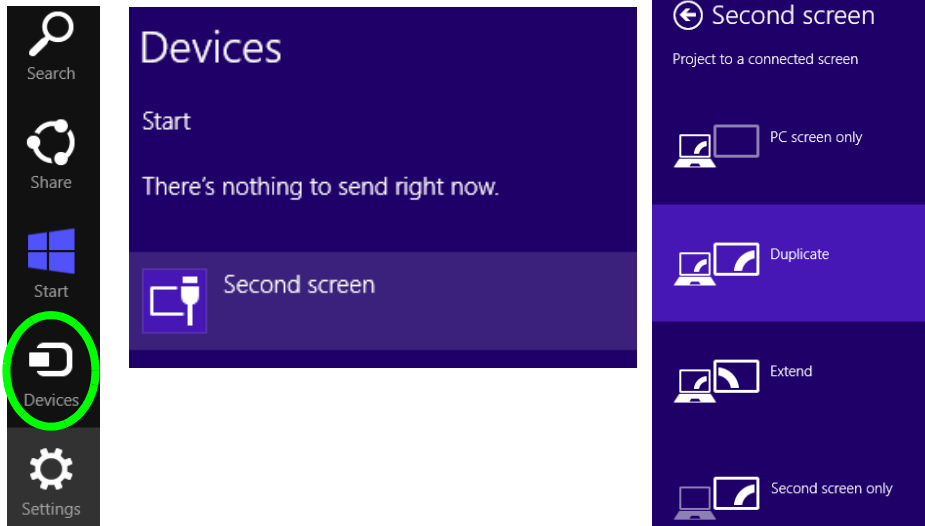 Search
Share
Start
Devices
Settings
Devices
Start
There's nothing to send right now.
Second screen
Second screen
Project to a connected screen
PC screen only
Duplicate
Extend
Second screen only